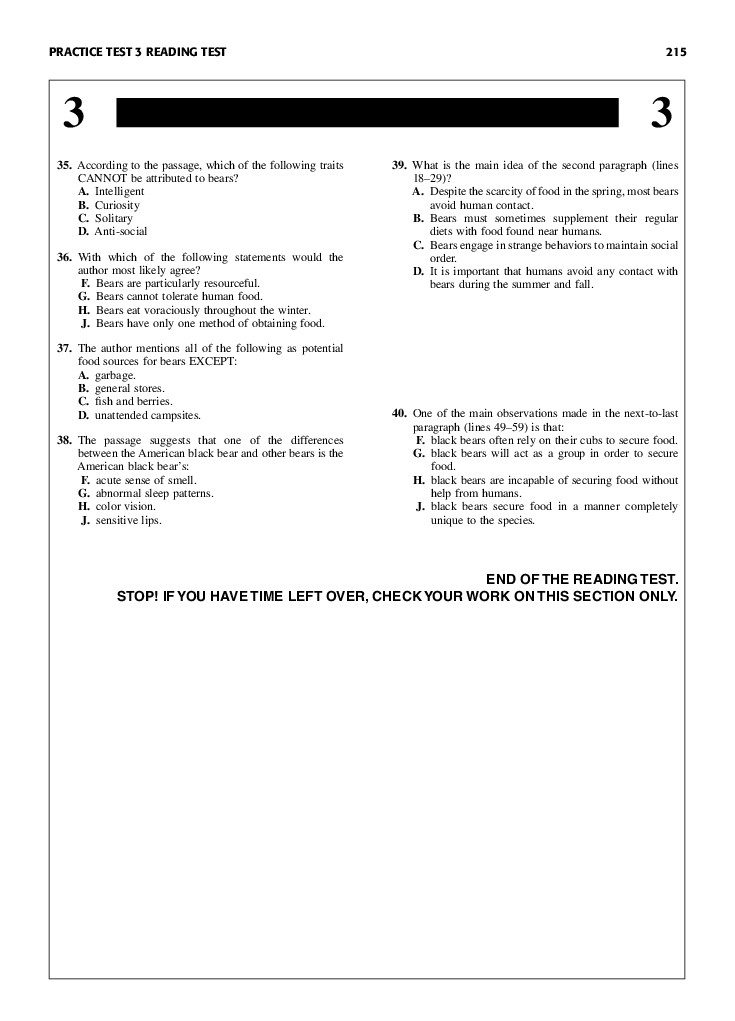 PRACTICE TEST 3 READING TEST 215
3 3
35. According to the passage, which of the following traits
CANNOT be attributed to bears?
A. Intelligent
B. Curiosity
C. Solitary
D. Anti-social
36. With which of the following statements would the
author most likely agree?
F. Bears are particularly resourceful.
G. Bears cannot tolerate human food.
H. Bears eat voraciously throughout the winter.
J. Bears have only one method of obtaining food.
37. The author mentions all of the following as potential
food sources for bears EXCEPT:
A. garbage.
B. general stores.
C. fish and berries.
D. unattended campsites.
38. The passage suggests that one of the differences
between the American black bear and other bears is the
American black bear's:
F. acute sense of smell.
G. abnormal sleep patterns.
H. color vision.
J. sensitive lips.
39. What is the main idea of the second paragraph (lines
18–29)?
A. Despite the scarcity of food in the spring, most bears
avoid human contact.
B. Bears must sometimes supplement their regular
diets with food found near humans.
C. Bears engage in strange behaviors to maintain social
order.
D. It is important that humans avoid any contact with
bears during the summer and fall.
40. One of the main observations made in the next-to-last
paragraph (lines 49–59) is that:
F. black bears often rely on their cubs to secure food.
G. black bears will act as a group in order to secure
food.
H. black bears are incapable of securing food without
help from humans.
J. black bears secure food in a manner completely
unique to the species.
END OF THE READING TEST.
STOP! IF YOU HAVE TIME LEFT OVER, CHECK YOUR WORK ON THIS SECTION ONLY.